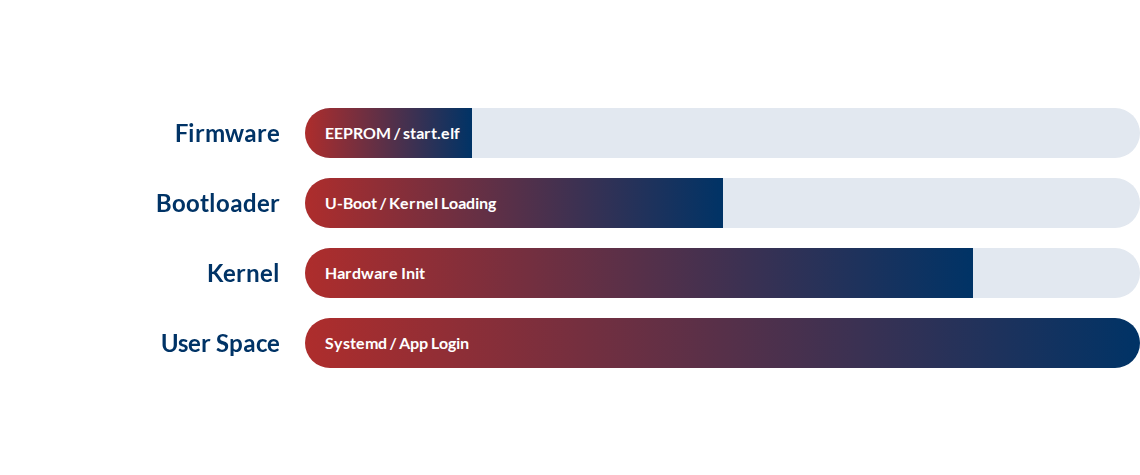 Firmware
EEPROM / start.elf
Bootloader
U-Boot / Kernel Loading
Kernel
Hardware Init
User Space
Systemd / App Login